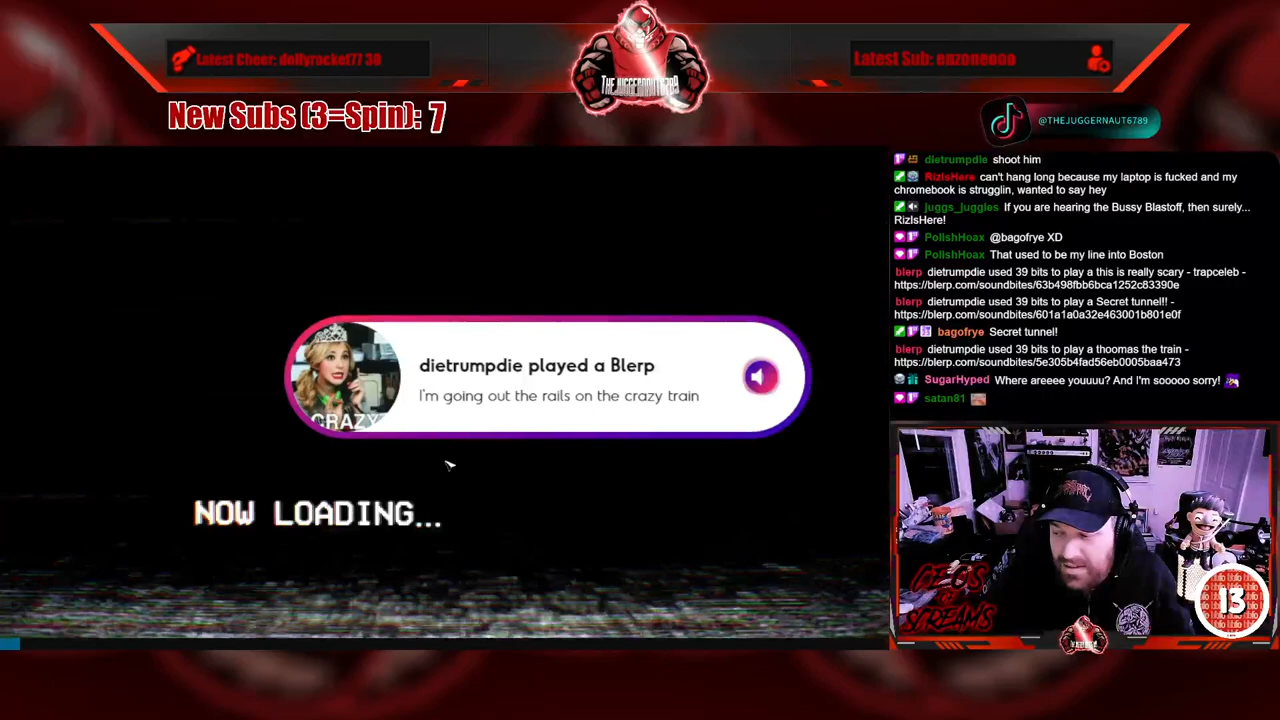 Latest Cheer: dollyrocket77 30
THEJUGGERNAUT6789
Latest Sub: enzoneooo
New Subs (3=Spin): 7
@THEJUGGERNAUT6789
dietrumpdie shoot him
RizIsHere can't hang long because my laptop is fucked and my
chromebook is strugglin, wanted to say hey
juggs_juggles If you are hearing the Bussy Blastoff, then surely...
RizIsHere!
PolishHoax @bagofrye XD
PolishHoax That used to be my line into Boston
blerp dietrumpdie used 39 bits to play a this is really scary - trapceleb -
https://blerp.com/soundbites/63b498fbb6bca1252c83390e
blerp dietrumpdie used 39 bits to play a Secret tunnel!! -
https://blerp.com/soundbites/601a1a0a32e463001b801e0f
bagofrye Secret tunnel!
blerp dietrumpdie used 39 bits to play a thoomas the train -
https://blerp.com/soundbites/5e305b4fad56eb0005baa473
SugarHyped Where areeee youuuu? And I'm sooooo sorry!
satan81
dietrumpdie played a Blerp
I'm going out the rails on the crazy train
CRAZY
NOW LOADING...
SCREAMS
13